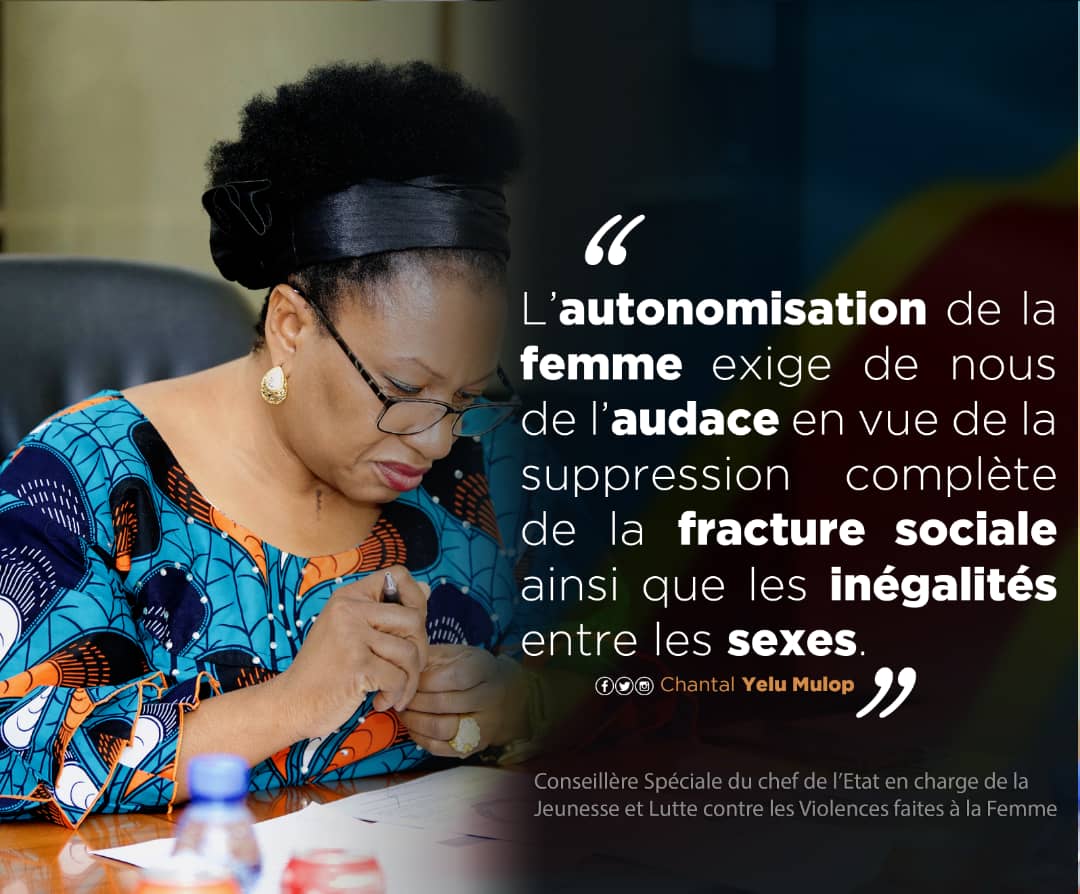 “
L’autonomisation de la
femme exige de nous
de l’audace en vue de la
suppression complète
de la fracture sociale
ainsi que les inégalités
entre les sexes.
Chantal Yelu Mulop ”
Conseillère Spéciale du chef de l’Etat en charge de la
Jeunesse et Lutte contre les Violences faites à la Femme